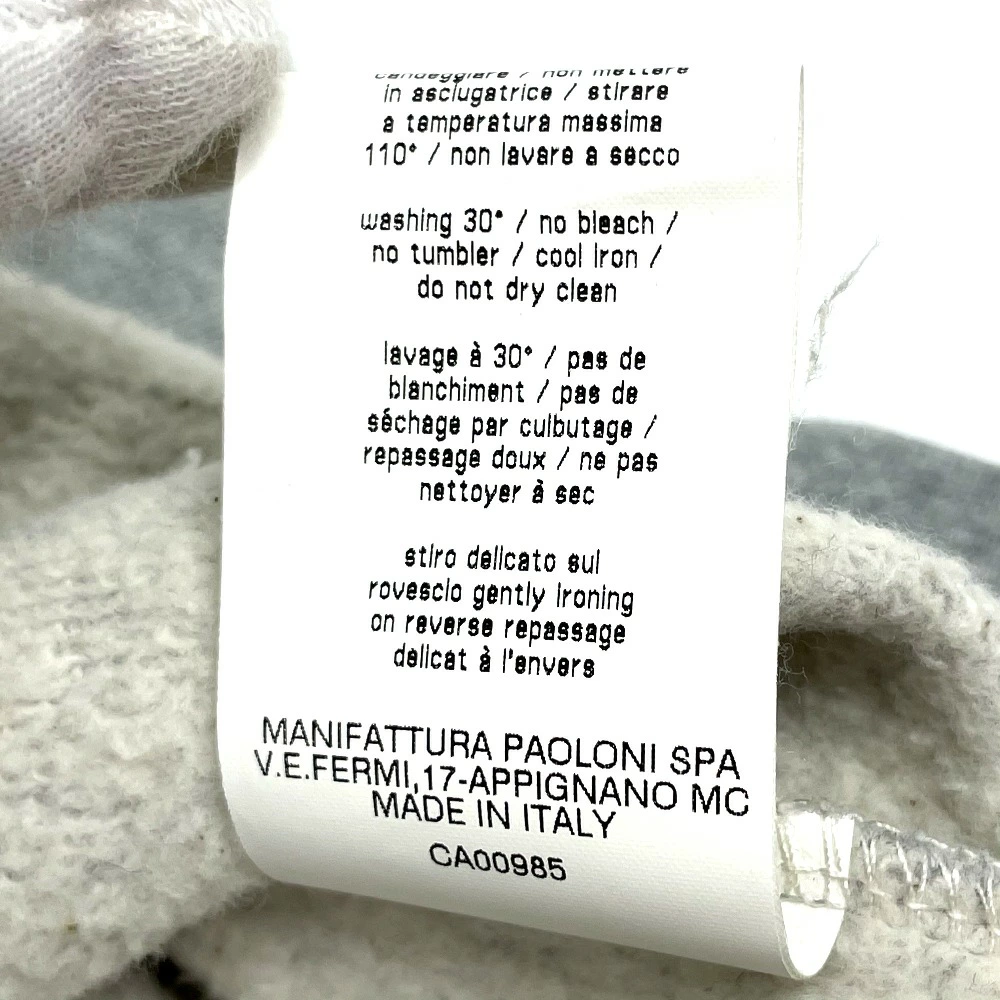 candeggiare / non mettere
in asciugatrice / stirare
a temperatura massima
110° / non lavare a secco
washing 30° / no bleach /
no tumbler / cool iron /
do not dry clean
lavage à 30° / pas de
blanchiment / pas de
séchage par culbutage /
repassage doux / ne pas
nettoyer à sec
stiro delicato sul
rovescio gently ironing
on reverse repassage
delicat à l'envers
MANIFATTURA PAOLONI SPA
V.E.FERMI,17-APPIGNANO MC
MADE IN ITALY
CA00985